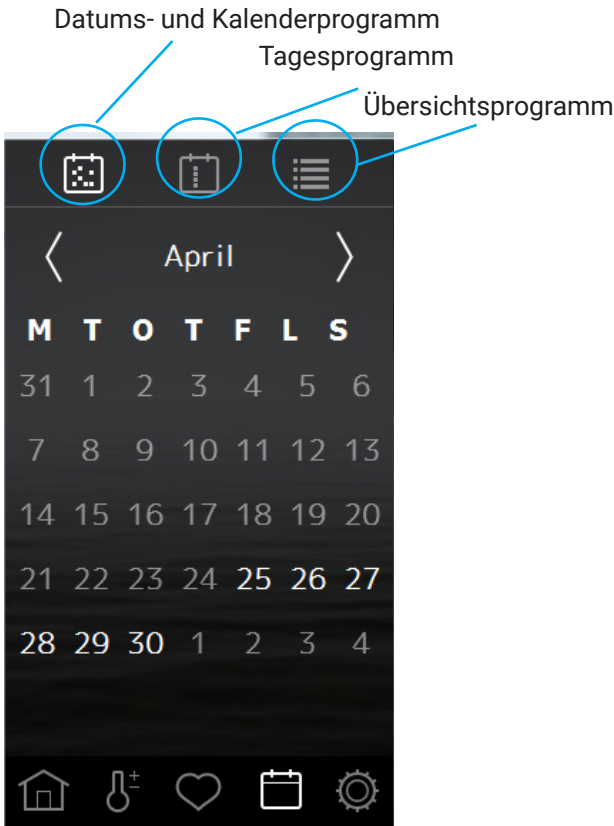 Datums- und Kalenderprogramm
Tagesprogramm
Übersichtsprogramm
April
M T O T F L S
31 1 2 3 4 5 6
7 8 9 10 11 12 13
14 15 16 17 18 19 20
21 22 23 24 25 26 27
28 29 30 1 2 3 4